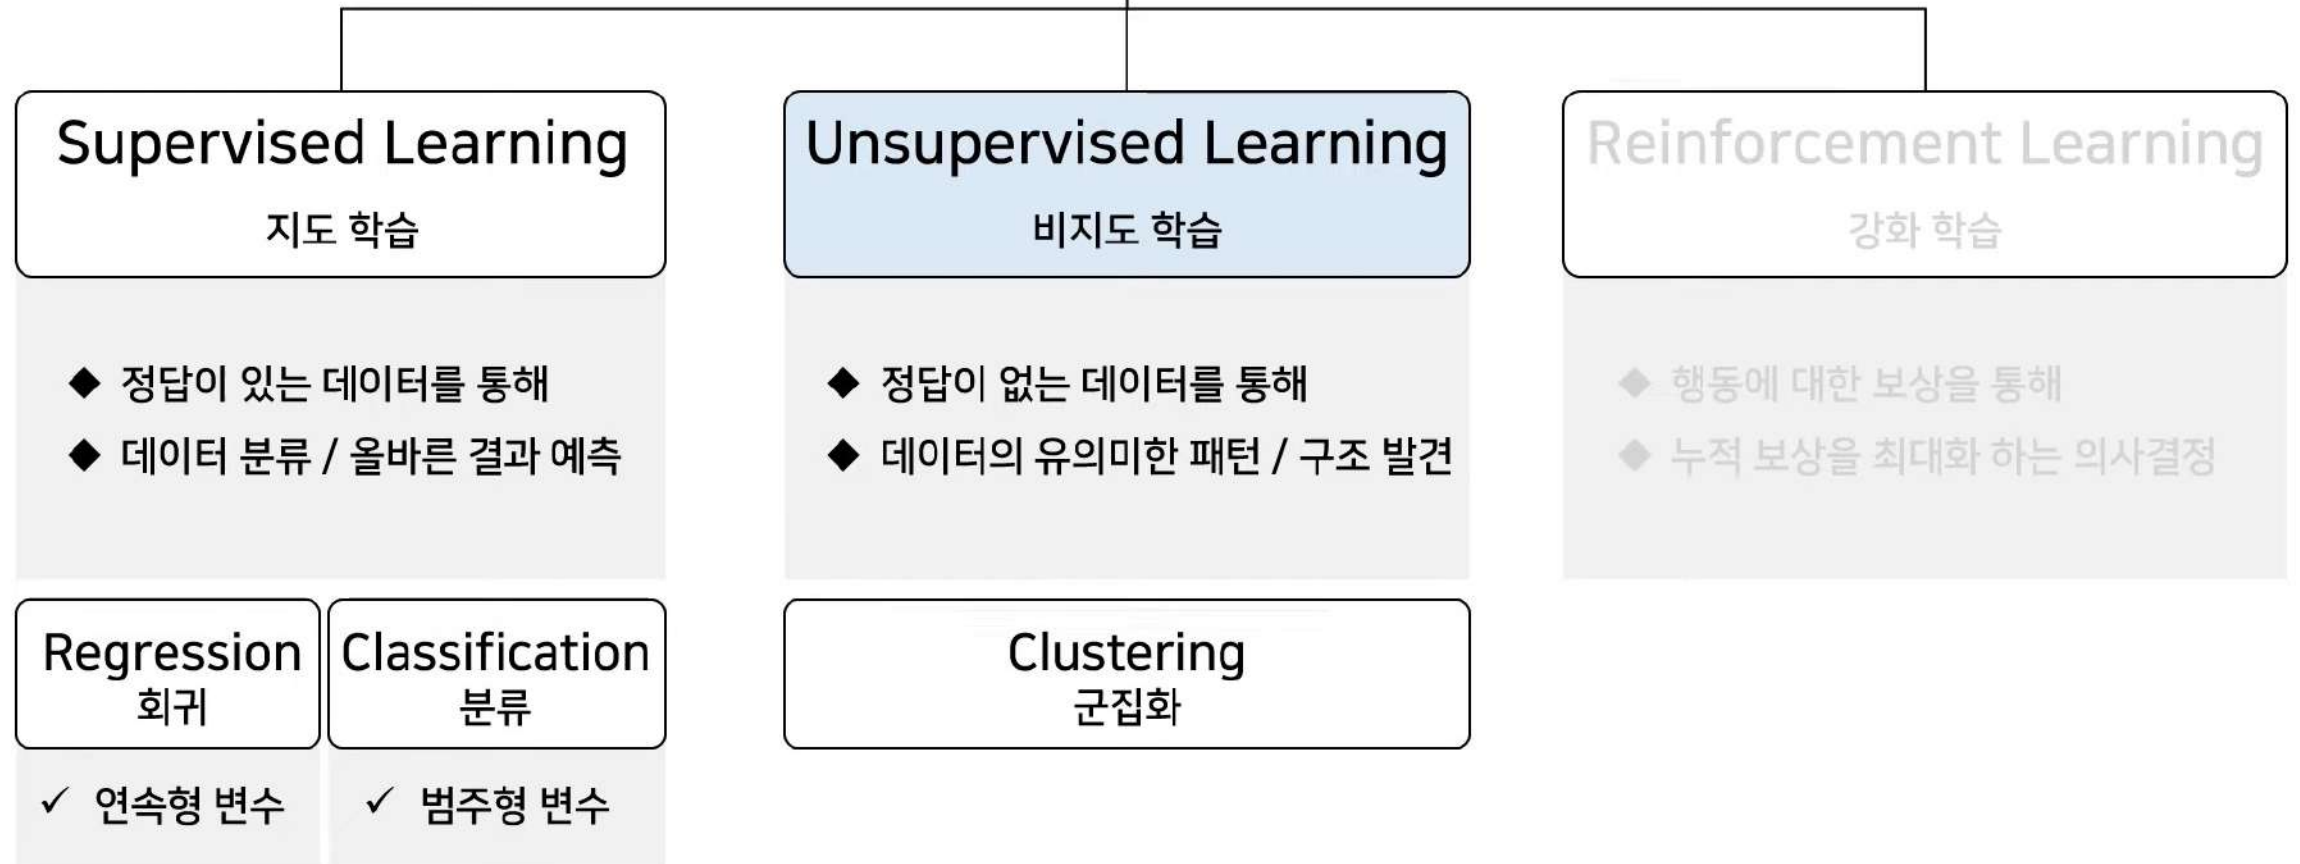 Supervised Learning
지도 학습
◆ 정답이 있는 데이터를 통해
◆ 데이터 분류 / 올바른 결과 예측
Regression
회귀
✓ 연속형 변수
Classification
분류
✓ 범주형 변수
Unsupervised Learning
비지도 학습
◆ 정답이 없는 데이터를 통해
◆ 데이터의 유의미한 패턴 / 구조 발견
Clustering
군집화
Reinforcement Learning
강화 학습
◆ 행동에 대한 보상을 통해
◆ 누적 보상을 최대화 하는 의사결정